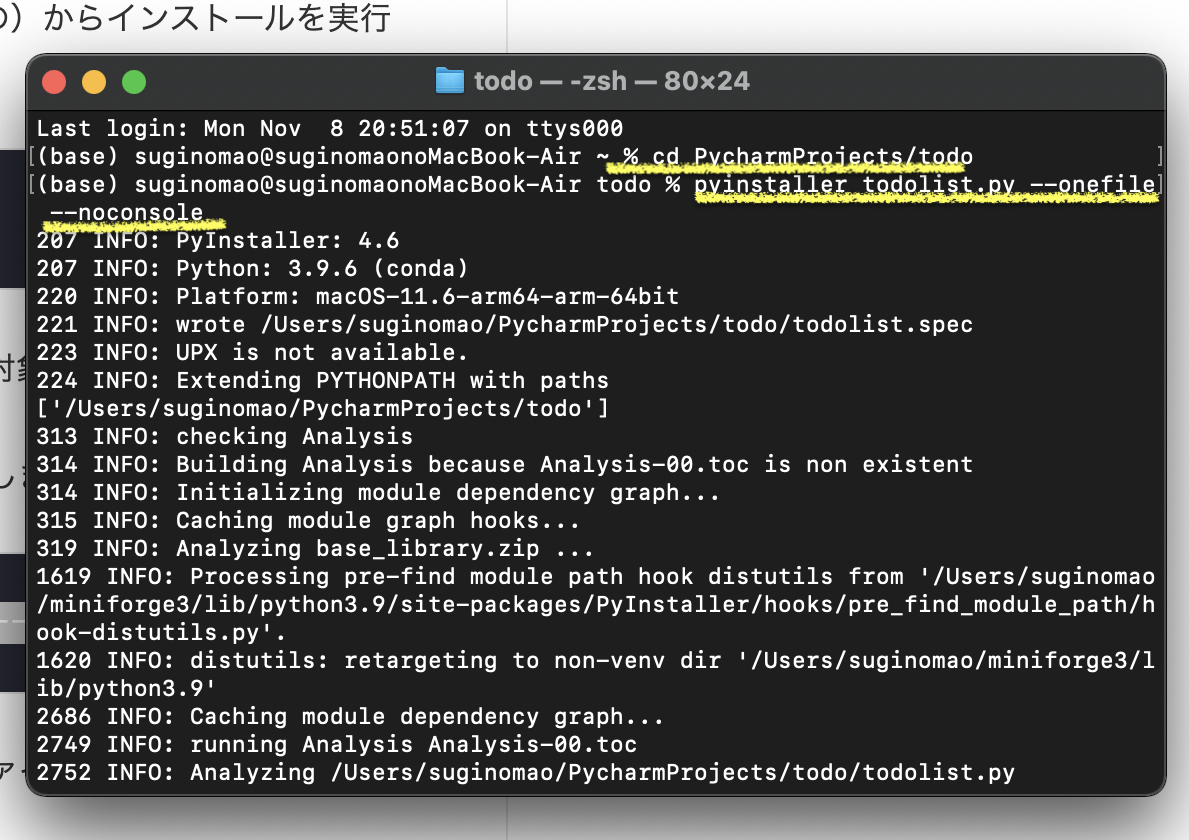 ）からインストールを実行
todo — -zsh — 80×24
Last login: Mon Nov  8 20:51:07 on ttys000
[(base) suginomao@suginomaonoMacBook-Air ~ % cd PycharmProjects/todo ]
[(base) suginomao@suginomaonoMacBook-Air todo % pyinstaller todolist.py --onefile]
 --noconsole
207 INFO: PyInstaller: 4.6
207 INFO: Python: 3.9.6 (conda)
220 INFO: Platform: macOS-11.6-arm64-arm-64bit
221 INFO: wrote /Users/suginomao/PycharmProjects/todo/todolist.spec
223 INFO: UPX is not available.
224 INFO: Extending PYTHONPATH with paths
['/Users/suginomao/PycharmProjects/todo']
313 INFO: checking Analysis
314 INFO: Building Analysis because Analysis-00.toc is non existent
314 INFO: Initializing module dependency graph...
315 INFO: Caching module graph hooks...
319 INFO: Analyzing base_library.zip ...
1619 INFO: Processing pre-find module path hook distutils from '/Users/suginomao
/miniforge3/lib/python3.9/site-packages/PyInstaller/hooks/pre_find_module_path/h
ook-distutils.py'.
1620 INFO: distutils: retargeting to non-venv dir '/Users/suginomao/miniforge3/l
ib/python3.9'
2686 INFO: Caching module dependency graph...
2749 INFO: running Analysis Analysis-00.toc
2752 INFO: Analyzing /Users/suginomao/PycharmProjects/todo/todolist.py